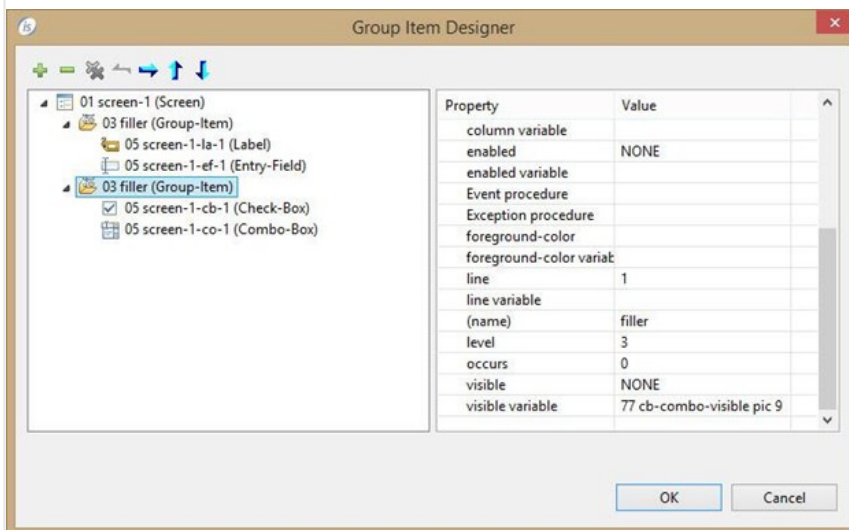 is
Group Item Designer
01 screen-1 (Screen)
03 filler (Group-Item)
05 screen-1-la-1 (Label)
05 screen-1-ef-1 (Entry-Field)
03 filler (Group-Item)
05 screen-1-cb-1 (Check-Box)
05 screen-1-co-1 (Combo-Box)
Property Value
column variable
enabled NONE
enabled variable
Event procedure
Exception procedure
foreground-color
foreground-color variab
line 1
line variable
(name) filler
level 3
occurs 0
visible NONE
visible variable 77 cb-combo-visible pic 9
OK Cancel